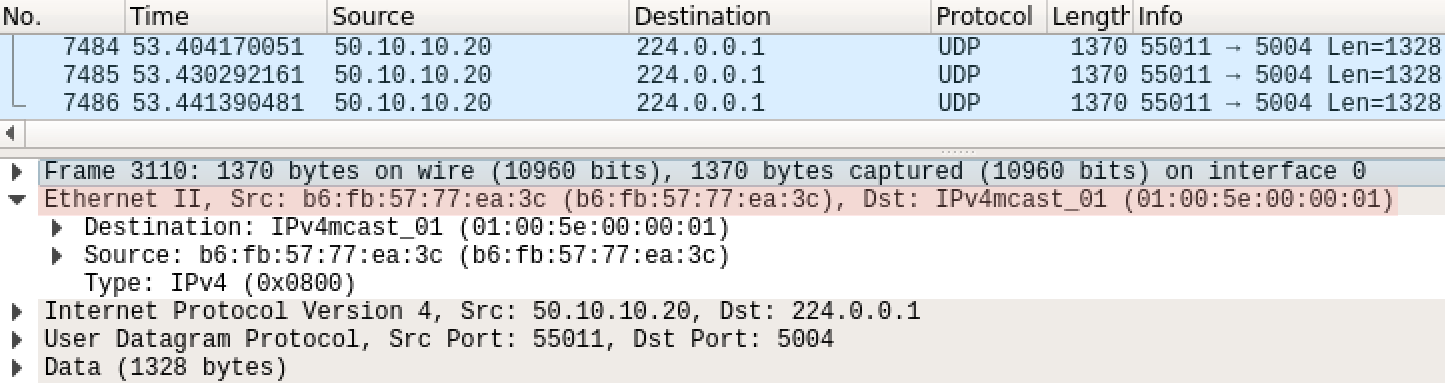 No. Time Source Destination Protocol Length Info
7484 53.404170051 50.10.10.20 224.0.0.1 UDP 1370 55011 → 5004 Len=1328
7485 53.430292161 50.10.10.20 224.0.0.1 UDP 1370 55011 → 5004 Len=1328
7486 53.441390481 50.10.10.20 224.0.0.1 UDP 1370 55011 → 5004 Len=1328
Frame 3110: 1370 bytes on wire (10960 bits), 1370 bytes captured (10960 bits) on interface 0
Ethernet II, Src: b6:fb:57:77:ea:3c (b6:fb:57:77:ea:3c), Dst: IPv4mcast_01 (01:00:5e:00:00:01)
Destination: IPv4mcast_01 (01:00:5e:00:00:01)
Source: b6:fb:57:77:ea:3c (b6:fb:57:77:ea:3c)
Type: IPv4 (0x0800)
Internet Protocol Version 4, Src: 50.10.10.20, Dst: 224.0.0.1
User Datagram Protocol, Src Port: 55011, Dst Port: 5004
Data (1328 bytes)